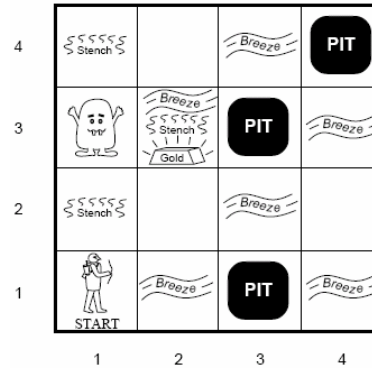 4
Stench
Breeze
PIT
3
Breeze
Stench
Gold
PIT
Breeze
2
Stench
Breeze
1
START
Breeze
PIT
Breeze
1 2 3 4